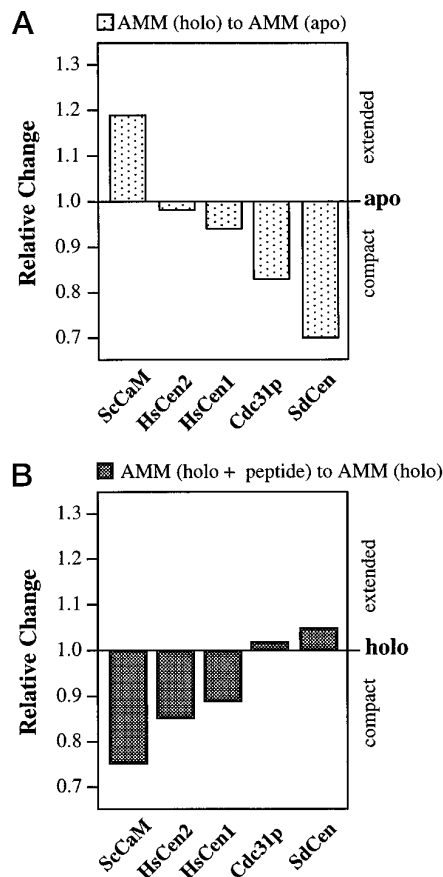 A
AMM (holo) to AMM (apo)
Relative Change
1.3
1.2
1.1
1.0
0.9
0.8
0.7
extended
apo
compact
ScCaM
HsCen2
HsCen1
Cdc31p
SdCen
B
AMM (holo + peptide) to AMM (holo)
Relative Change
1.3
1.2
1.1
1.0
0.9
0.8
0.7
extended
holo
compact
ScCaM
HsCen2
HsCen1
Cdc31p
SdCen